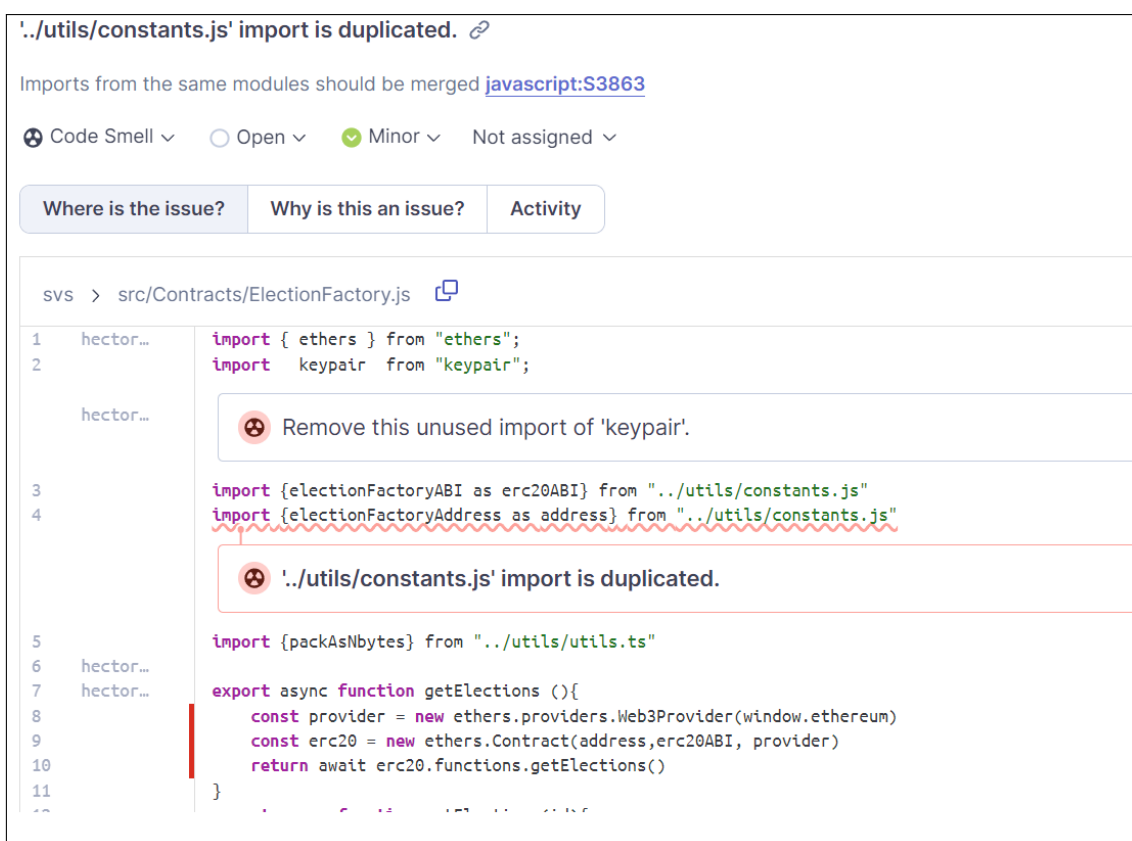 '../utils/constants.js' import is duplicated.
Imports from the same modules should be merged javascript:S3863
Code Smell Open Minor Not assigned
Where is the issue? Why is this an issue? Activity
svs > src/Contracts/ElectionFactory.js
1 hector… import { ethers } from "ethers";
2 import keypair from "keypair";
hector…
Remove this unused import of 'keypair'.
3 import {electionFactoryABI as erc20ABI} from "../utils/constants.js"
4 import {electionFactoryAddress as address} from "../utils/constants.js"
'../utils/constants.js' import is duplicated.
5 import {packAsNbytes} from "../utils/utils.ts"
6 hector…
7 hector… export async function getElections (){
8 const provider = new ethers.providers.Web3Provider(window.ethereum)
9 const erc20 = new ethers.Contract(address,erc20ABI, provider)
10 return await erc20.functions.getElections()
11 }